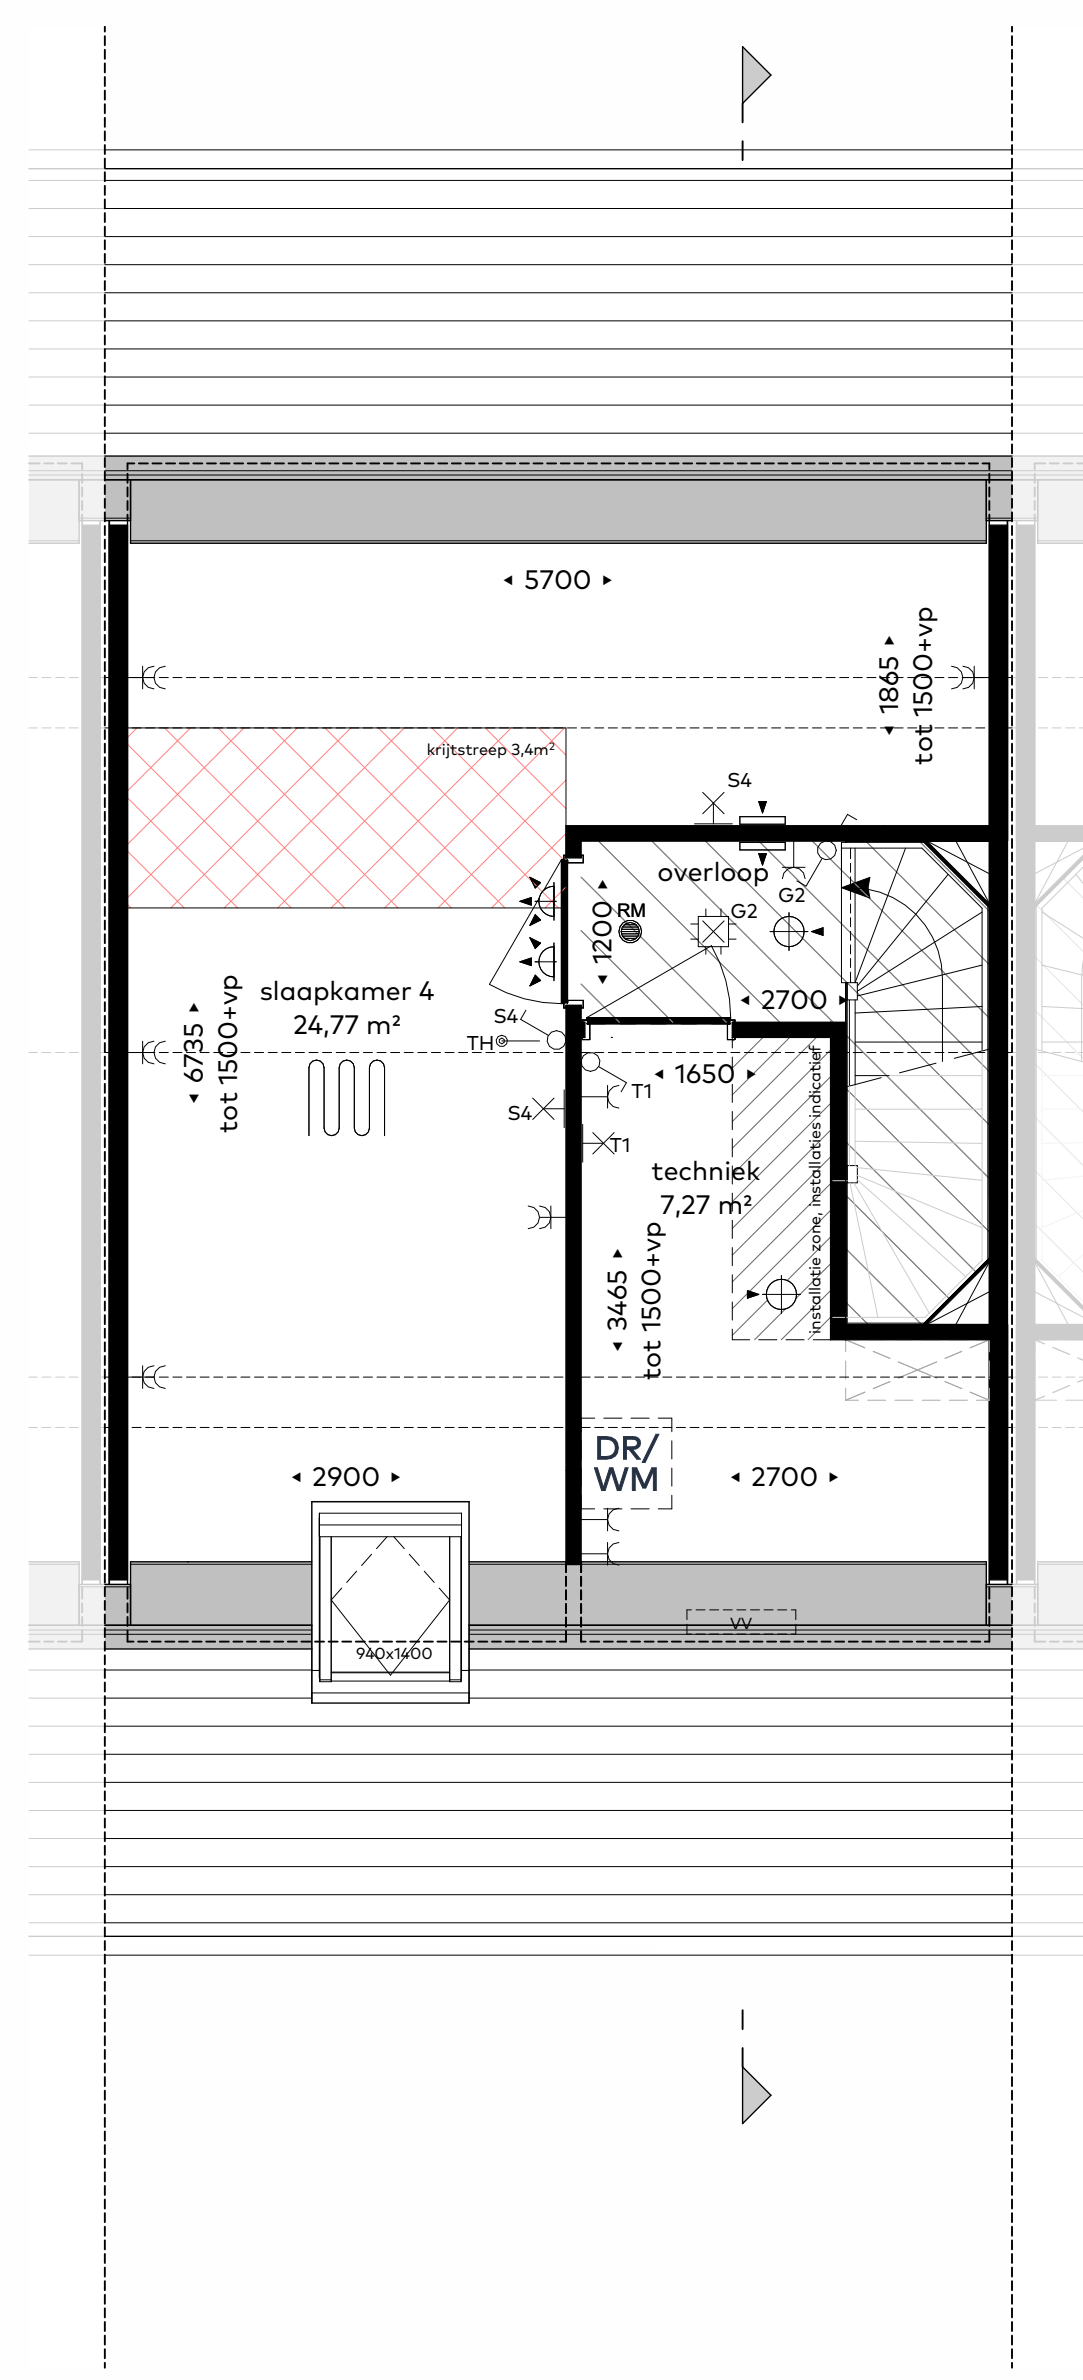 5700
1865
tot 1500+vp
krijtstreep 3,4m²
S4
overloop
G2
RM
G2
1200
2700
slaapkamer 4
24,77 m²
6735
tot 1500+vp
S4
TH
1650
T1
S4
T1
techniek
7,27 m²
installatie zone, installaties indicatief
3465
tot 1500+vp
DR/
WM
2900
2700
VV
940x1400